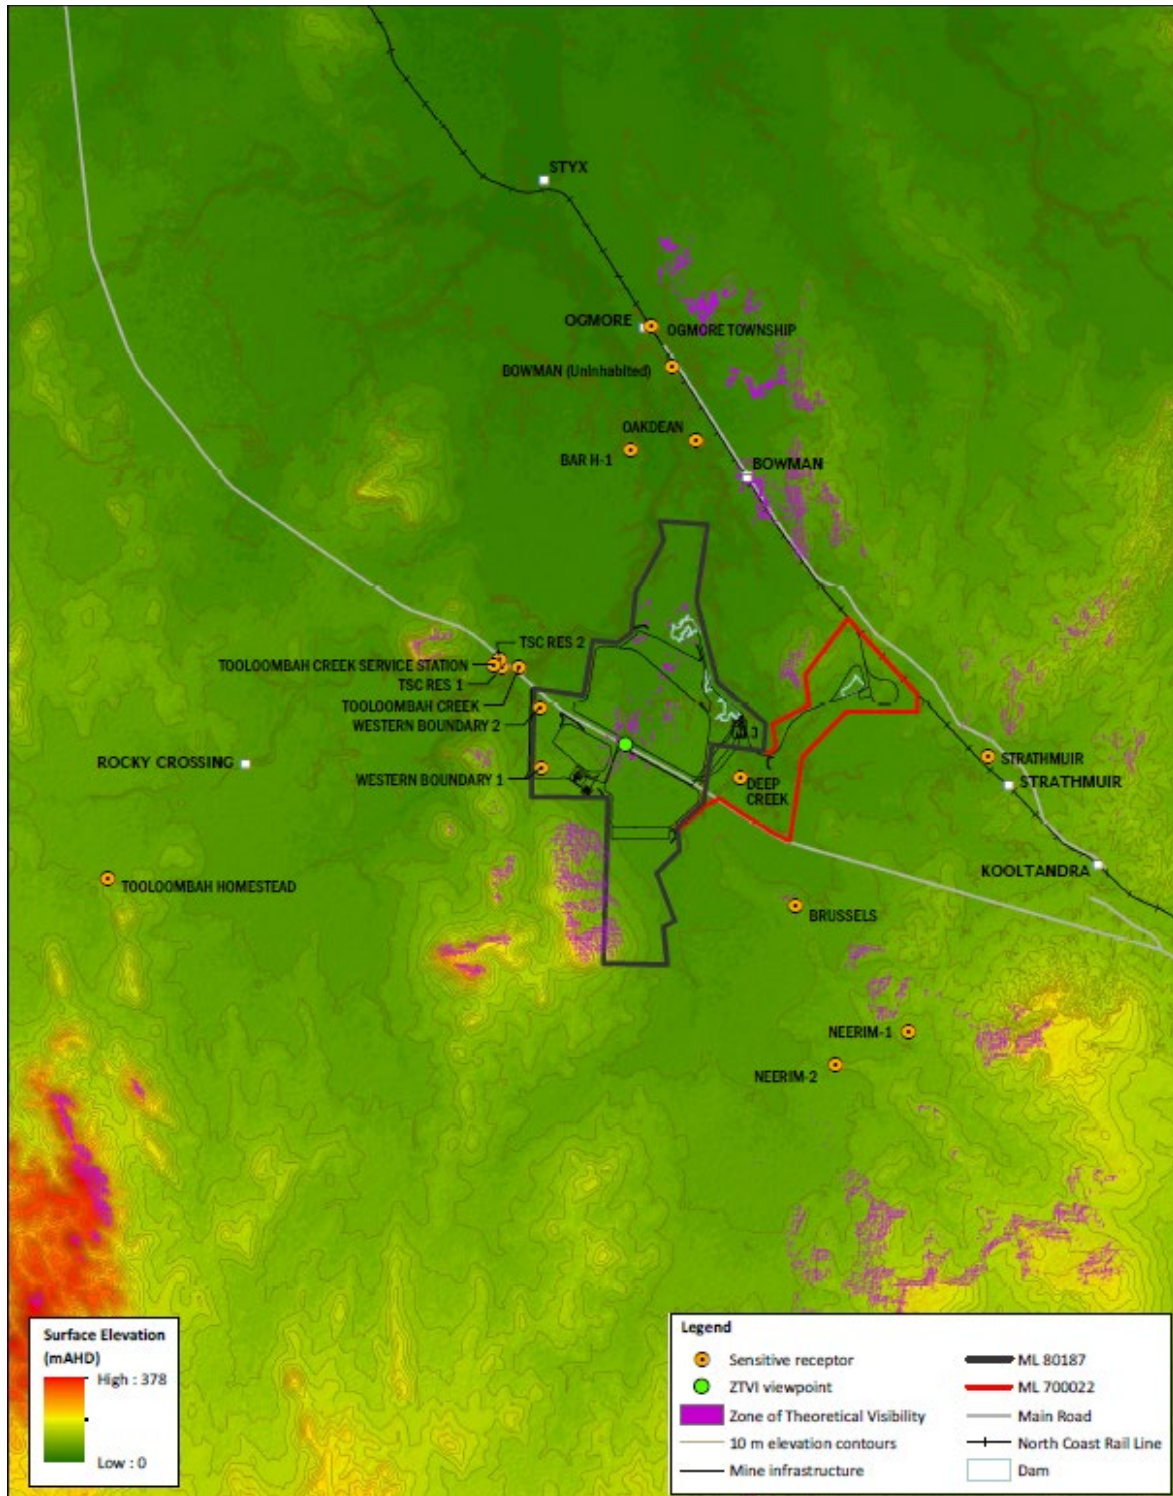 STYX
OGMORE
OGMORE TOWNSHIP
BOWMAN (Uninhabited)
OAKDEAN
BAR H-1
BOWMAN
TSC RES 2
TOOLOOMBAH CREEK SERVICE STATION
TSC RES 1
TOOLOOMBAH CREEK
WESTERN BOUNDARY 2
ROCKY CROSSING
WESTERN BOUNDARY 1
DEEP
CREEK
STRATHMUIR
STRATHMUIR
KOOLTANDRA
TOOLOOMBAH HOMESTEAD
BRUSSELS
NEERIM-1
NEERIM-2
Surface Elevation
(mAHD)
High : 378
Low : 0
Legend
Sensitive receptor
ZTVI viewpoint
Zone of Theoretical Visibility
10 m elevation contours
Mine infrastructure
ML 80187
ML 700022
Main Road
North Coast Rail Line
Dam